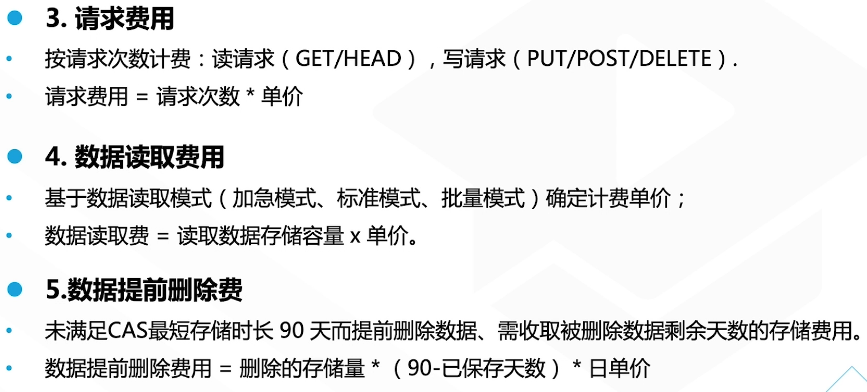 3. 请求费用
按请求次数计费：读请求（GET/HEAD），写请求（PUT/POST/DELETE）.
请求费用 = 请求次数 * 单价
4. 数据读取费用
基于数据读取模式（加急模式、标准模式、批量模式）确定计费单价；
数据读取费 = 读取数据存储容量 x 单价。
5.数据提前删除费
未满足CAS最短存储时长 90 天而提前删除数据、需收取被删除数据剩余天数的存储费用。
数据提前删除费用 = 删除的存储量 *（90-已保存天数）* 日单价